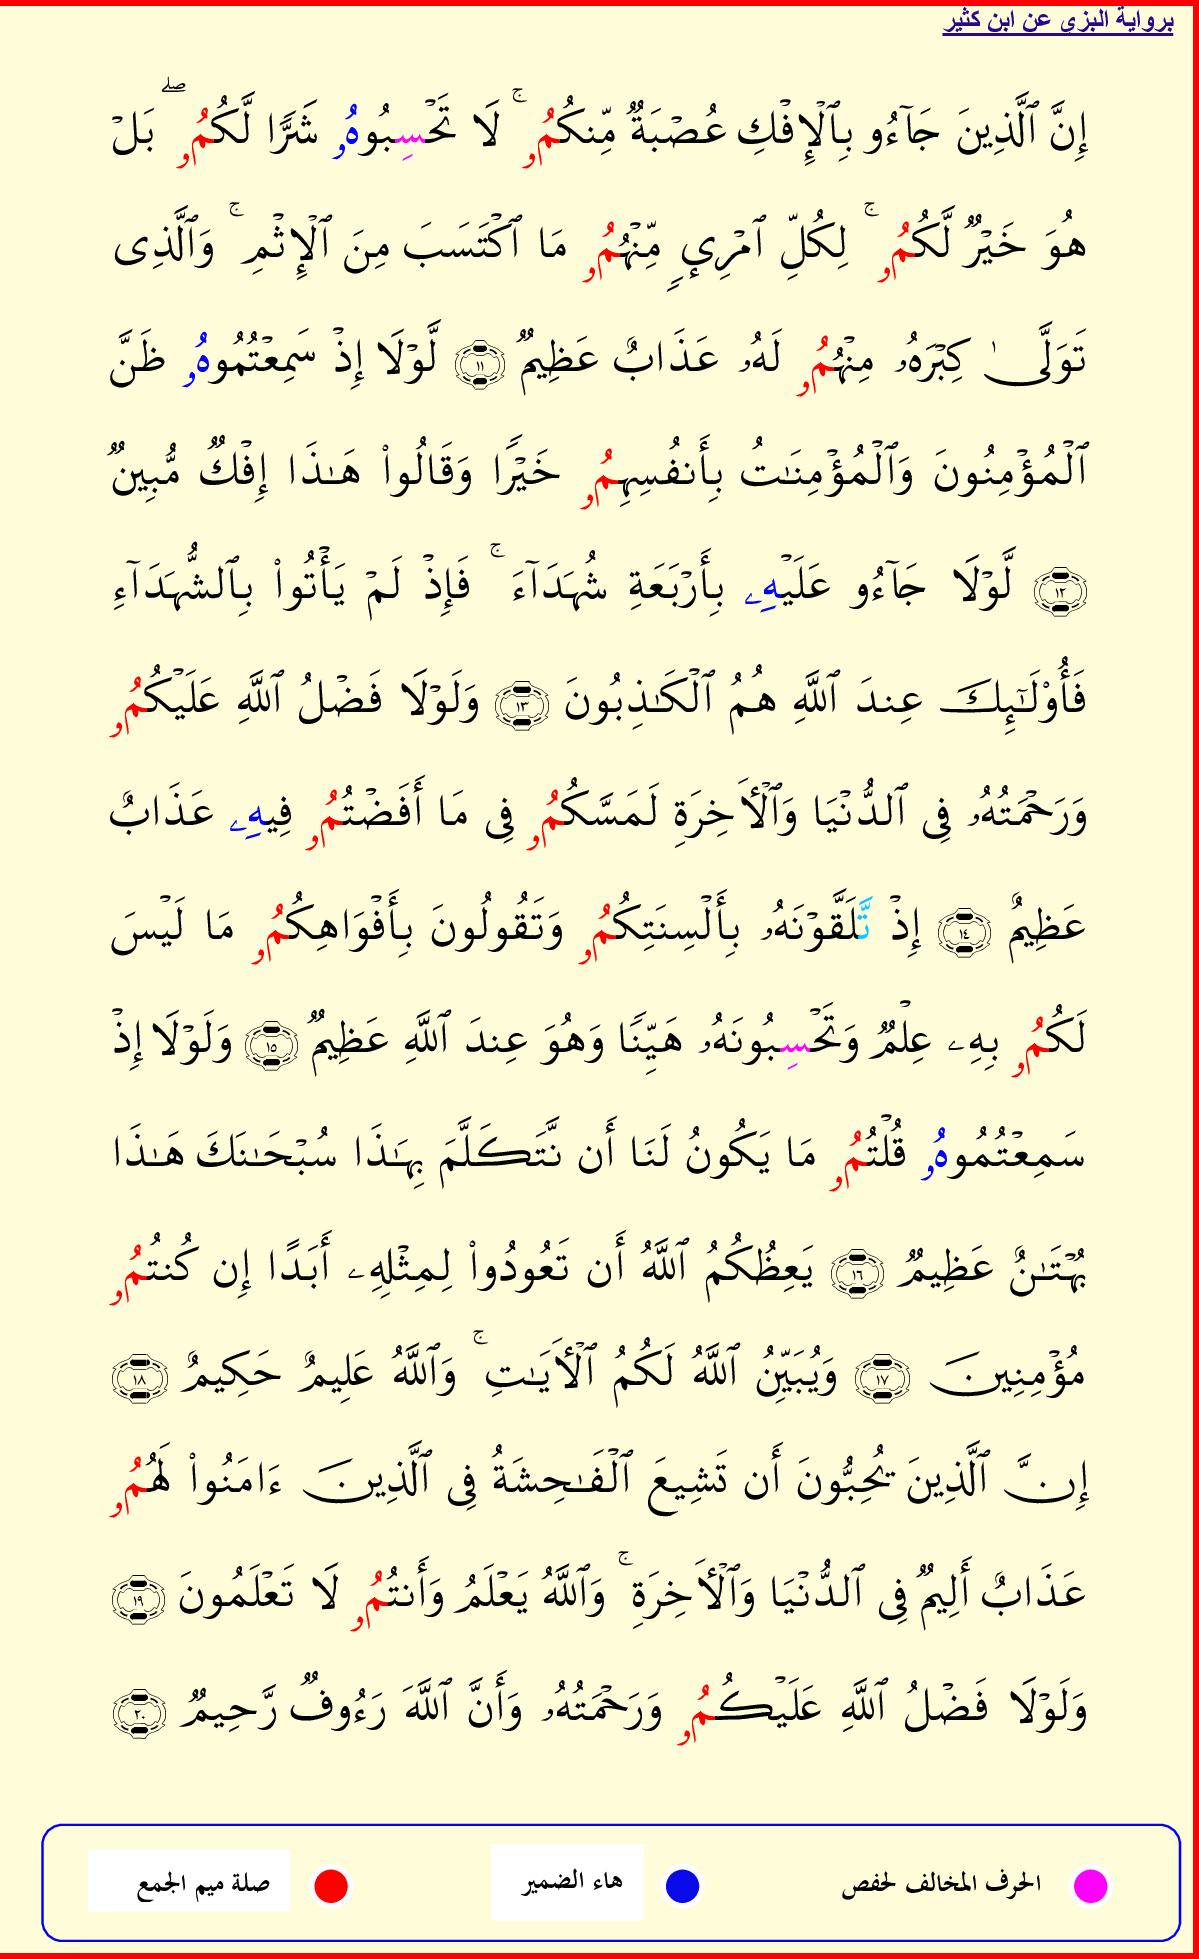 برواية البزي عن ابن كثير
إِنَّ ٱلَّذِينَ جَآءُو بِٱلْإِفْكِ عُصْبَةٌ مِّنكُمُۥ ۚ لَا تَحْسِبُوهُۥ شَرًّا لَّكُمُۥ ۖ بَلْ
هُوَ خَيْرٌ لَّكُمُۥ ۚ لِكُلِّ ٱمْرِئٍ مِّنْهُمُۥ مَا ٱكْتَسَبَ مِنَ ٱلْإِثْمِ ۚ وَٱلَّذِى
تَوَلَّىٰ كِبْرَهُۥ مِنْهُمُۥ لَهُۥ عَذَابٌ عَظِيمٌ ١١ لَّوْلَا إِذْ سَمِعْتُمُوهُۥ ظَنَّ
ٱلْمُؤْمِنُونَ وَٱلْمُؤْمِنَٰتُ بِأَنفُسِهِمُۥ خَيْرًا وَقَالُوا۟ هَٰذَا إِفْكٌ مُّبِينٌ
١٢ لَّوْلَا جَآءُو عَلَيْهِۦ بِأَرْبَعَةِ شُهَدَآءَ ۚ فَإِذْ لَمْ يَأْتُوا۟ بِٱلشُّهَدَآءِ
فَأُو۟لَٰٓئِكَ عِندَ ٱللَّهِ هُمُ ٱلْكَٰذِبُونَ ١٣ وَلَوْلَا فَضْلُ ٱللَّهِ عَلَيْكُمُۥ
وَرَحْمَتُهُۥ فِى ٱلدُّنْيَا وَٱلْأَخِرَةِ لَمَسَّكُمُۥ فِى مَا أَفَضْتُمُۥ فِيهِۦ عَذَابٌ
عَظِيمٌ ١٤ إِذْ تَّلَقَّوْنَهُۥ بِأَلْسِنَتِكُمُۥ وَتَقُولُونَ بِأَفْوَاهِكُمُۥ مَا لَيْسَ
لَكُمُۥ بِهِۦ عِلْمٌ وَتَحْسِبُونَهُۥ هَيِّنًا وَهُوَ عِندَ ٱللَّهِ عَظِيمٌ ١٥ وَلَوْلَا إِذْ
سَمِعْتُمُوهُۥ قُلْتُمُۥ مَا يَكُونُ لَنَا أَن نَّتَكَلَّمَ بِهَٰذَا سُبْحَٰنَكَ هَٰذَا
بُهْتَٰنٌ عَظِيمٌ ١٦ يَعِظُكُمُ ٱللَّهُ أَن تَعُودُوا۟ لِمِثْلِهِۦ أَبَدًا إِن كُنتُمُۥ
مُؤْمِنِينَ ١٧ وَيُبَيِّنُ ٱللَّهُ لَكُمُ ٱلْأَيَٰتِ ۚ وَٱللَّهُ عَلِيمٌ حَكِيمٌ ١٨
إِنَّ ٱلَّذِينَ يُحِبُّونَ أَن تَشِيعَ ٱلْفَٰحِشَةُ فِى ٱلَّذِينَ ءَامَنُوا۟ لَهُمُۥ
عَذَابٌ أَلِيمٌ فِى ٱلدُّنْيَا وَٱلْأَخِرَةِ ۚ وَٱللَّهُ يَعْلَمُ وَأَنتُمُۥ لَا تَعْلَمُونَ ١٩
وَلَوْلَا فَضْلُ ٱللَّهِ عَلَيْكُمُۥ وَرَحْمَتُهُۥ وَأَنَّ ٱللَّهَ رَءُوفٌ رَّحِيمٌ ٢٠
الحرف المخالف لحفص هاء الضمير صلة ميم الجمع